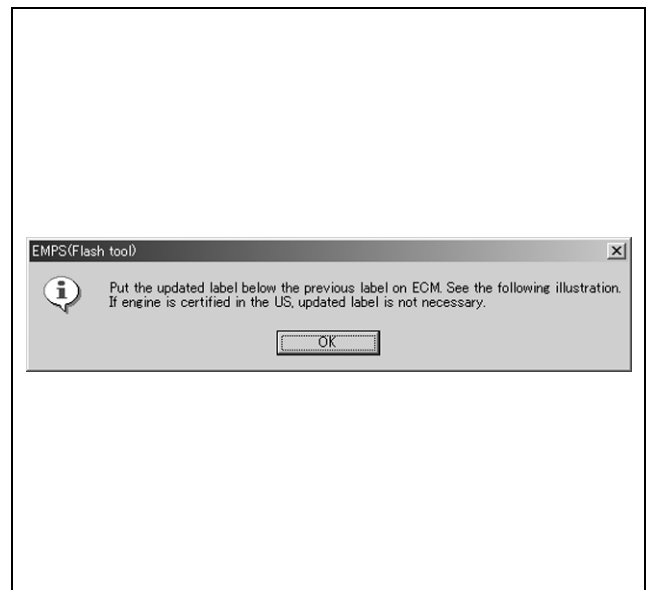 EMPS(Flash tool)
Put the updated label below the previous label on ECM. See the following illustration.
If engine is certified in the US, updated label is not necessary.
OK